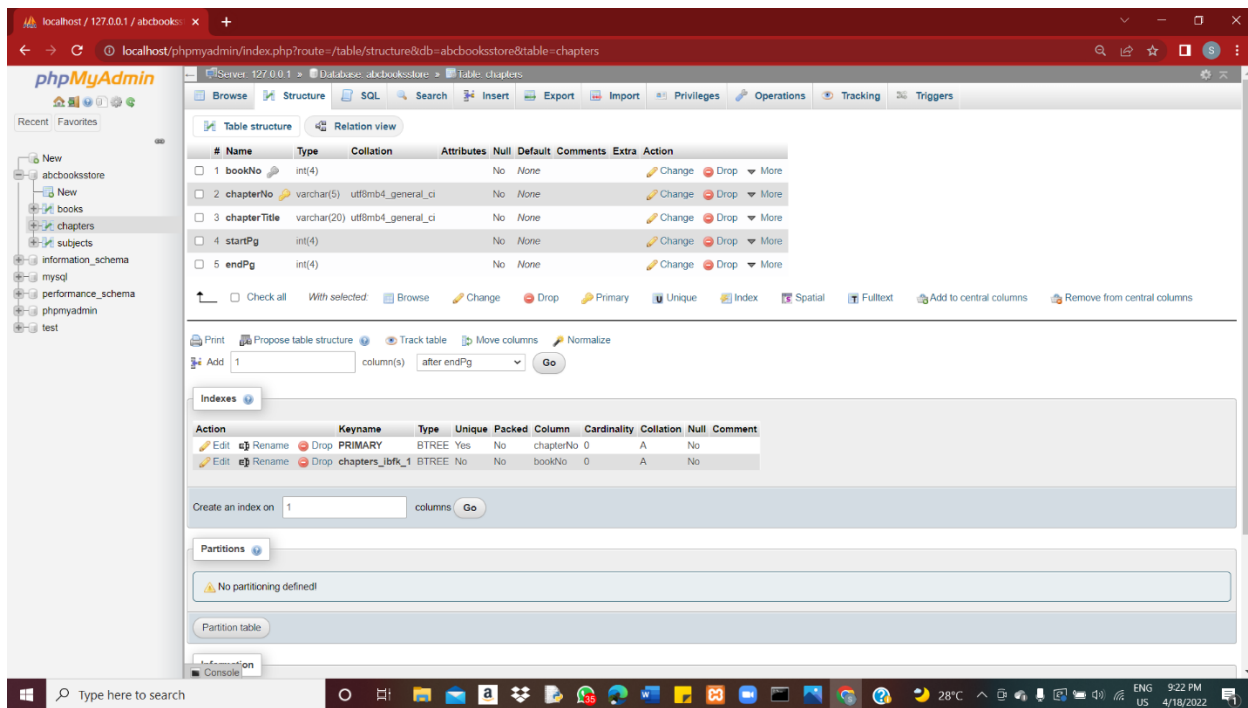 localhost / 127.0.0.1 / abcbookss
localhost/phpmyadmin/index.php?route=/table/structure&db=abcbooksstore&table=chapters
S
phpMyAdmin
Recent Favorites
New
abcbooksstore
New
books
chapters
subjects
information_schema
mysql
performance_schema
phpmyadmin
test
Server: 127.0.0.1 » Database: abcbooksstore » Table: chapters
Browse Structure SQL Search Insert Export Import Privileges Operations Tracking Triggers
Table structure Relation view
# Name Type Collation Attributes Null Default Comments Extra Action
1 bookNo int(4) No None Change Drop More
2 chapterNo varchar(5) utf8mb4_general_ci No None Change Drop More
3 chapterTitle varchar(20) utf8mb4_general_ci No None Change Drop More
4 startPg int(4) No None Change Drop More
5 endPg int(4) No None Change Drop More
Check all With selected: Browse Change Drop Primary Unique Index Spatial Fulltext Add to central columns Remove from central columns
Print Propose table structure Track table Move columns Normalize
Add 1 column(s) after endPg Go
Indexes
Action Keyname Type Unique Packed Column Cardinality Collation Null Comment
Edit Rename Drop PRIMARY BTREE Yes No chapterNo 0 A No
Edit Rename Drop chapters_ibfk_1 BTREE No No bookNo 0 A No
Create an index on 1 columns Go
Partitions
No partitioning defined!
Partition table
Information
Console
Type here to search
35
28°C
ENG
US
9:22 PM
4/18/2022
1